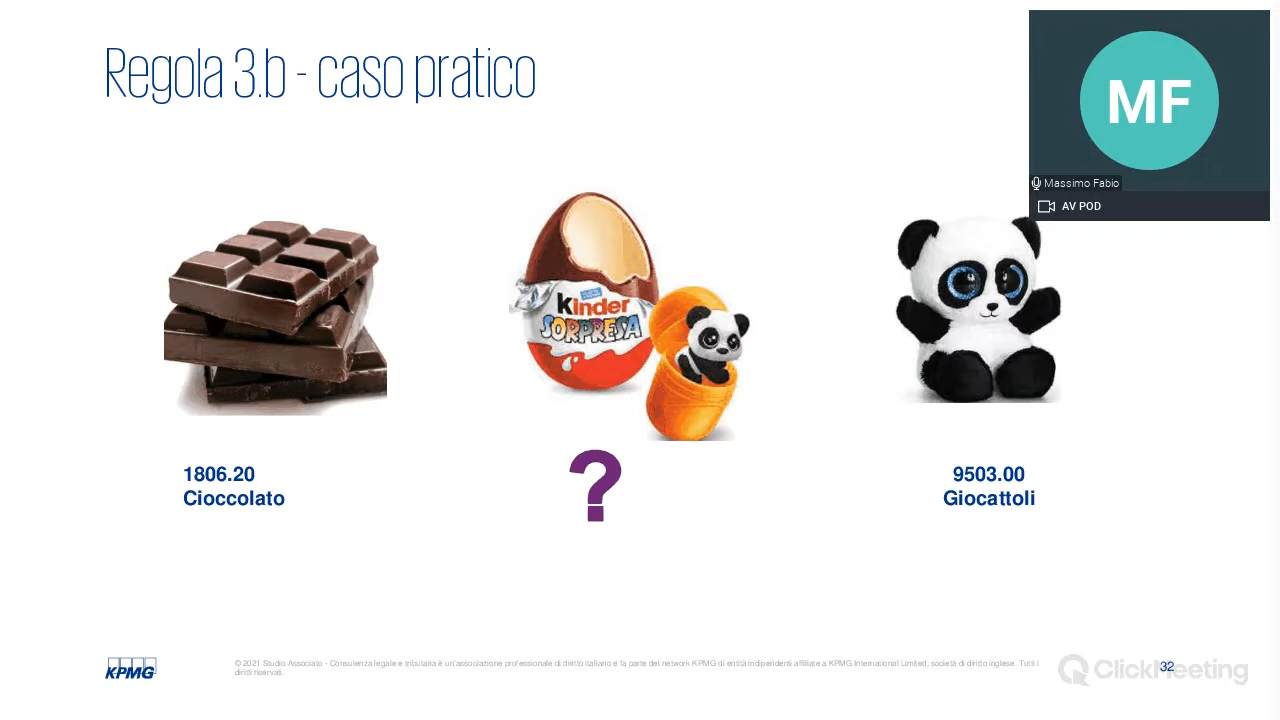 Regola 3.b - caso pratico
MF
Massimo Fabio
AV POD
kinder
SORPRESA
?
1806.20
Cioccolato
9503.00
Giocattoli
KPMG
© 2021 Studio Associato - Consulenza legale e tributaria è un'associazione professionale di diritto italiano e fa parte del network KPMG di entità indipendenti affiliate a KPMG International Limited, società di diritto inglese. Tutti i
diritti riservati.
32
ClickMeeting